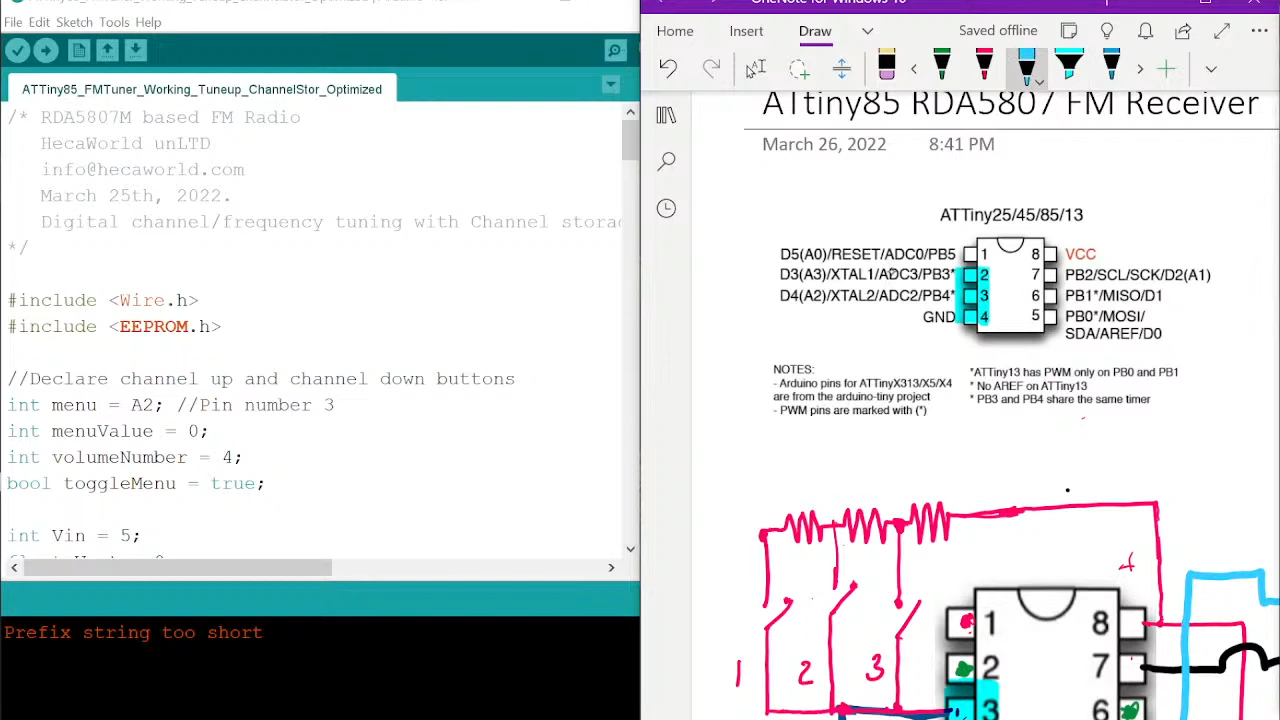 File Edit Sketch Tools Help
ATTiny85_FMTuner_Working_Tuneup_ChannelStor_Optimized
/* RDA5807M based FM Radio
HecaWorld unLTD
info@hecaworld.com
March 25th, 2022.
Digital channel/frequency tuning with Channel storag
*/
#include <Wire.h>
#include <EEPROM.h>
//Declare channel up and channel down buttons
int menu = A2; //Pin number 3
int menuValue = 0;
int volumeNumber = 4;
bool toggleMenu = true;
int Vin = 5;
Prefix string too short
OneNote for Windows 10
Home Insert Draw Saved offline
ATtiny85 RDA5807 FM Receiver
March 26, 2022 8:41 PM
ATTiny25/45/85/13
D5(A0)/RESET/ADC0/PB5 1 8 VCC
D3(A3)/XTAL1/ADC3/PB3* 2 7 PB2/SCL/SCK/D2(A1)
D4(A2)/XTAL2/ADC2/PB4* 3 6 PB1*/MISO/D1
GND 4 5 PB0*/MOSI/
SDA/AREF/D0
NOTES:
- Arduino pins for ATTinyX313/X5/X4
are from the arduino-tiny project
- PWM pins are marked with (*)
*ATTiny13 has PWM only on PB0 and PB1
* No AREF on ATTiny13
* PB3 and PB4 share the same timer
+
1 8
2 7
1 2 3
3 6